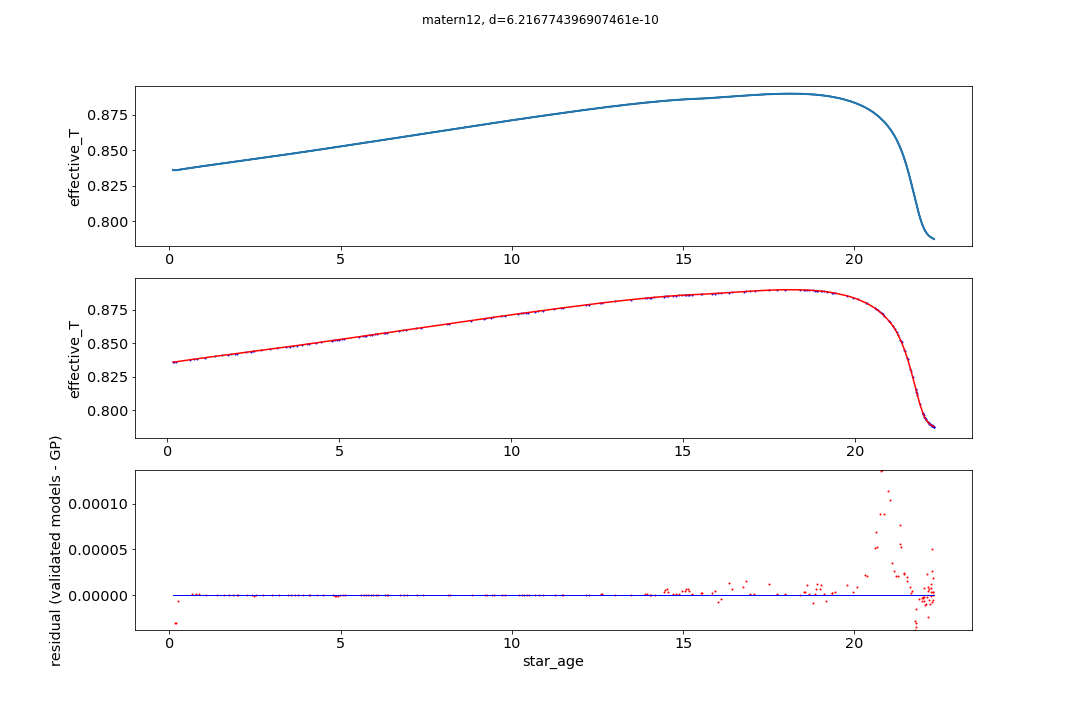 matern12, d=6.216774396907461e-10
effective_T
0.875
0.850
0.825
0.800
0 5 10 15 20
effective_T
0.875
0.850
0.825
0.800
0 5 10 15 20
residual (validated models - GP)
0.00010
0.00005
0.00000
0 5 10 15 20
star_age